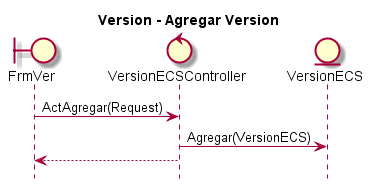 Version - Agregar Version
FrmVer
VersionECSController
VersionECS
ActAgregar(Request)
Agregar(VersionECS)